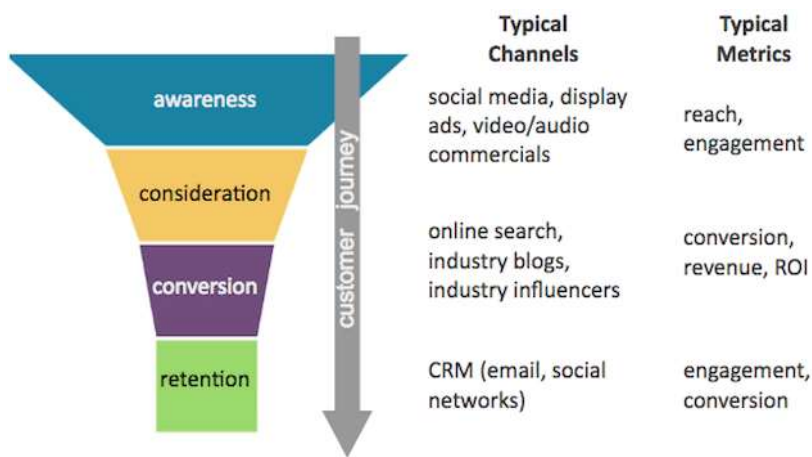 Typical
Channels
Typical
Metrics
awareness
social media, display
ads, video/audio
commercials
reach,
engagement
consideration
customer journey
online search,
industry blogs,
industry influencers
conversion,
revenue, ROI
conversion
retention
CRM (email, social
networks)
engagement,
conversion